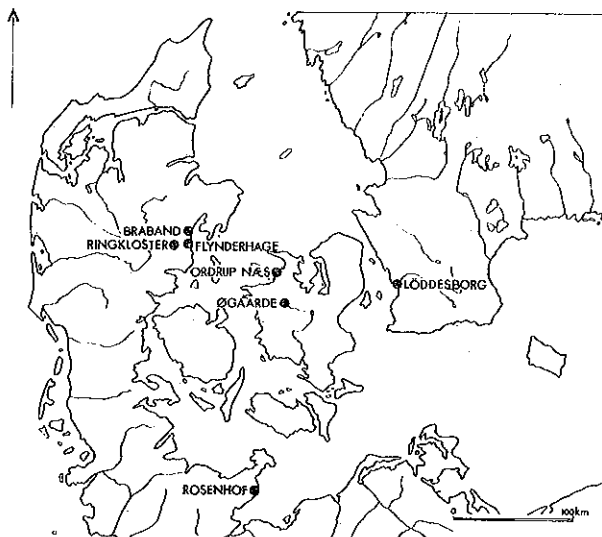 BRABAND
RINGKLOSTER
FLYNDERHAGE
ORDRUP NÆS
LÖDDESBORG
ØGAARDE
ROSENHOF
100km